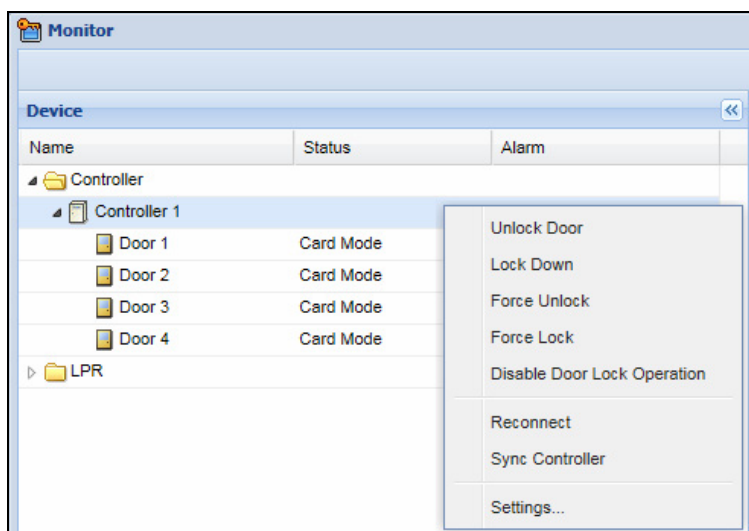 Monitor
Device
Name Status Alarm
Controller
Controller 1
Door 1 Card Mode
Door 2 Card Mode
Door 3 Card Mode
Door 4 Card Mode
LPR
Unlock Door
Lock Down
Force Unlock
Force Lock
Disable Door Lock Operation
Reconnect
Sync Controller
Settings...